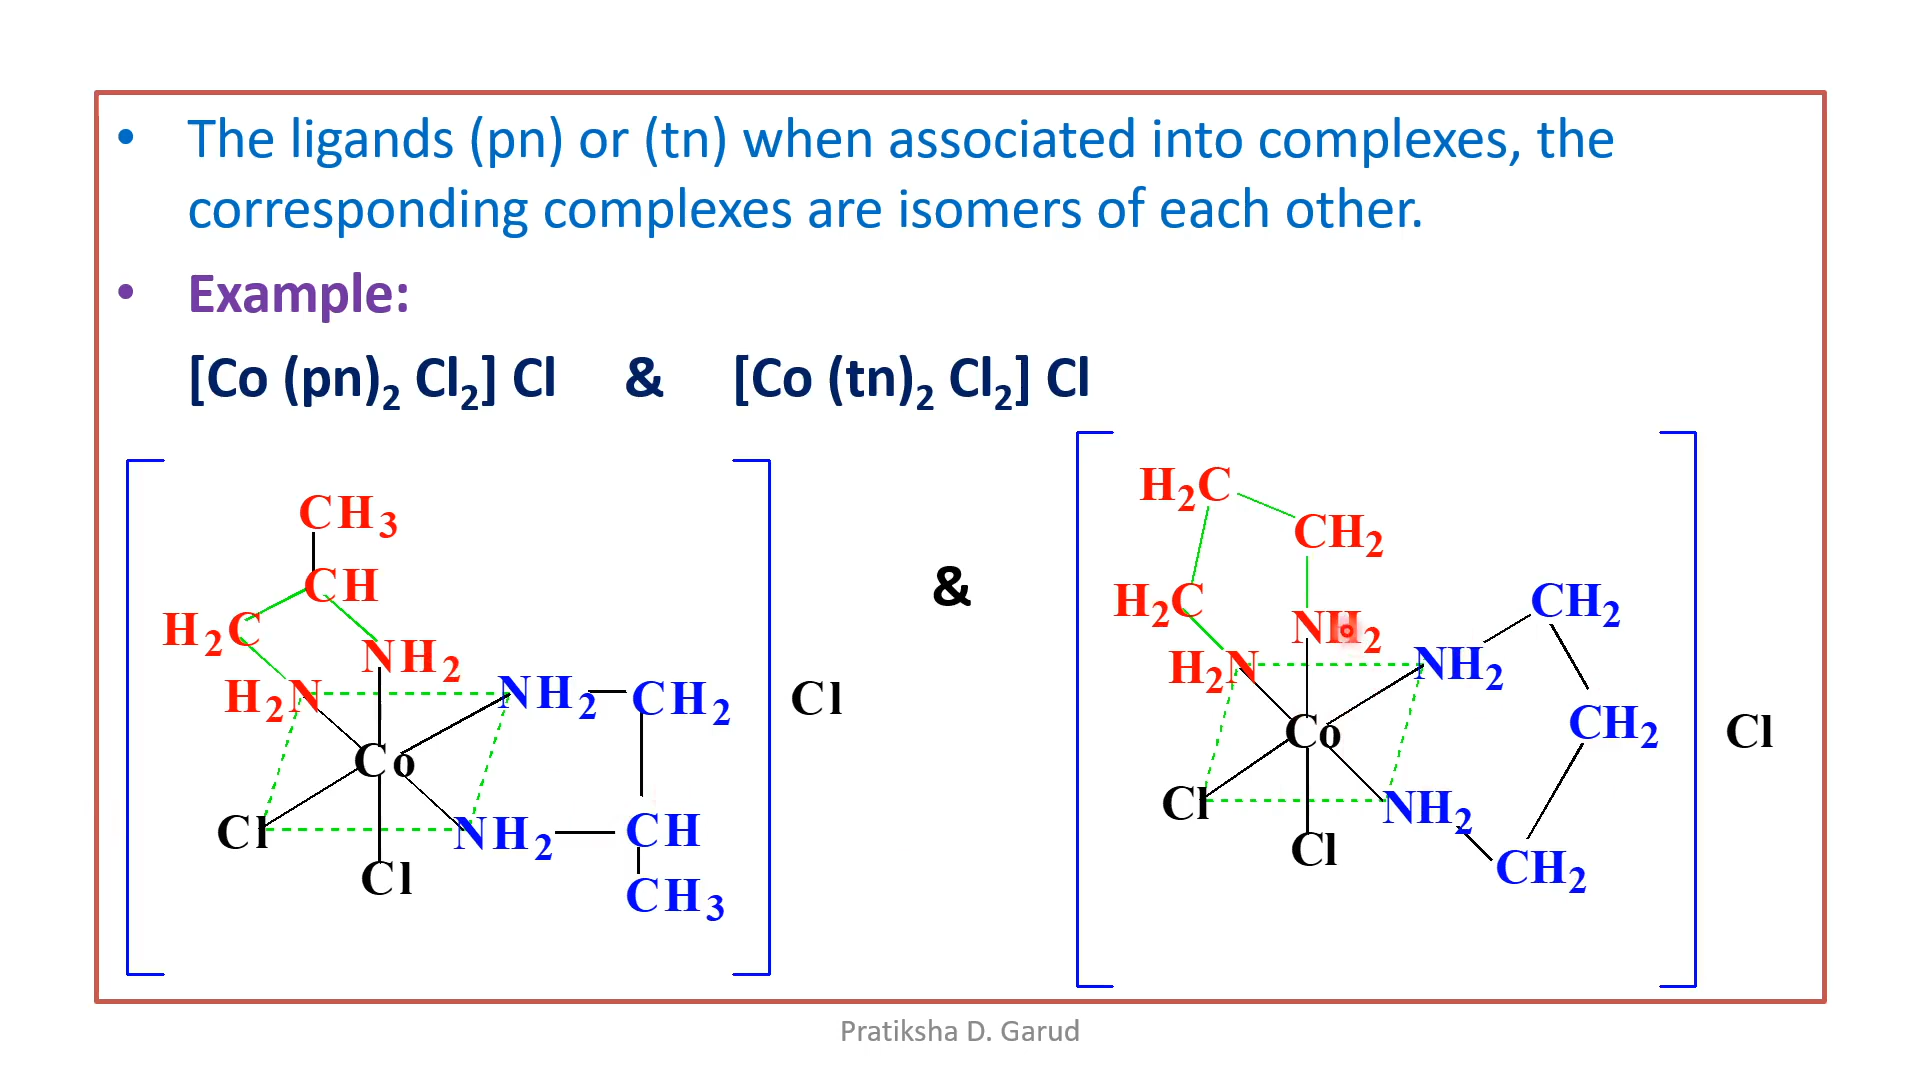 • The ligands (pn) or (tn) when associated into complexes, the
corresponding complexes are isomers of each other.
• Example:
[Co (pn)₂ Cl₂] Cl & [Co (tn)₂ Cl₂] Cl
CH₃
CH
H₂C
NH₂
H₂N
NH₂
CH₂
Cl
Co
Cl
NH₂
CH
Cl
CH₃
&
H₂C
CH₂
H₂C
CH₂
NH₂
H₂N
NH₂
CH₂
Co
Cl
Cl
NH₂
Cl
CH₂
Pratiksha D. Garud